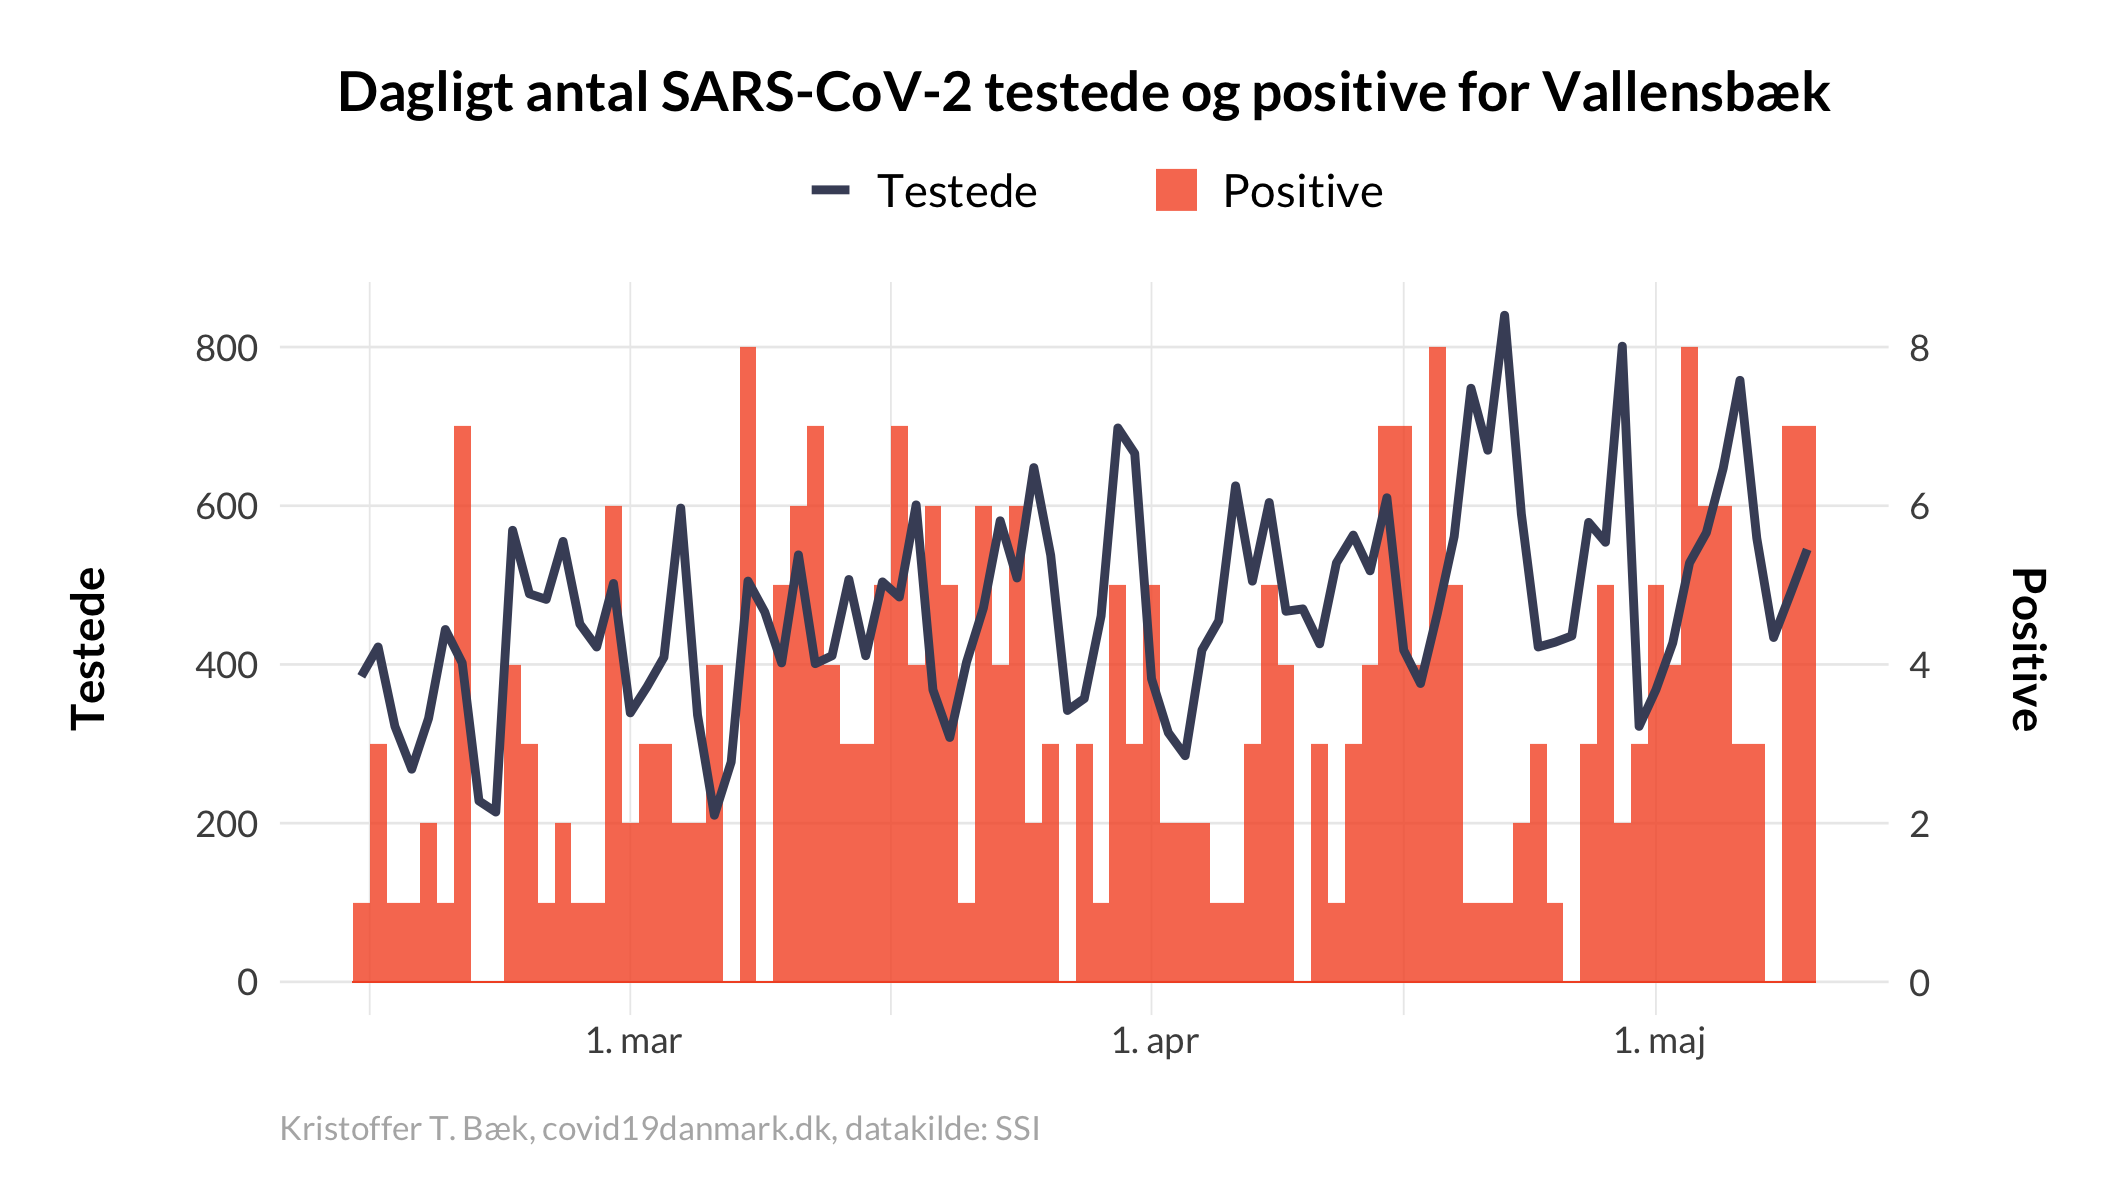 Dagligt antal SARS-CoV-2 testede og positive for Vallensbæk
Testede Positive
800 8
600 6
400 4
200 2
0 0
Testede
Positive
1. mar 1. apr 1. maj
Kristoffer T. Bæk, covid19danmark.dk, datakilde: SSI